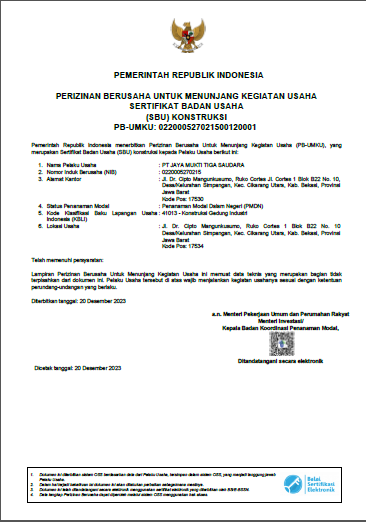 PEMERINTAH REPUBLIK INDONESIA
PERIZINAN BERUSAHA UNTUK MENUNJANG KEGIATAN USAHA
SERTIFIKAT BADAN USAHA
(SBU) KONSTRUKSI
PB-UMKU: 022000527021500120001
Pemerintah Republik Indonesia menerbitkan Perizinan Berusaha Untuk Menunjang Kegiatan Usaha (PB-UMKU), yang
merupakan Sertifikat Badan Usaha (SBU) konstruksi kepada Pelaku Usaha berikut ini:
1. Nama Pelaku Usaha : PT JAYA MUKTI TIGA SAUDARA
2. Nomor Induk Berusaha (NIB) : 0220005270215
3. Alamat Kantor : Jl. Dr. Cipto Mangunkusumo, Ruko Cortex Jl. Cortes 1 Blok B22 No. 10,
Desa/Kelurahan Simpangan, Kec. Cikarang Utara, Kab. Bekasi, Provinsi
Jawa Barat
Kode Pos: 17530
4. Status Penanaman Modal : Penanaman Modal Dalam Negeri (PMDN)
5. Kode Klasifikasi Baku Lapangan Usaha : 41013 - Konstruksi Gedung Industri
Indonesia (KBLI)
6. Lokasi Usaha : Jl. Dr. Cipto Mangunkusumo, Ruko Cortes 1 Blok B22 No. 10
Desa/Kelurahan Simpangan, Kec. Cikarang Utara, Kab. Bekasi, Provinsi
Jawa Barat
Kode Pos: 17534
Telah memenuhi persyaratan:
Lampiran Perizinan Berusaha Untuk Menunjang Kegiatan Usaha ini memuat data teknis yang merupakan bagian tidak
terpisahkan dari dokumen ini. Pelaku Usaha tersebut di atas wajib menjalankan kegiatan usahanya sesuai dengan ketentuan
perundang-undangan yang berlaku.
Diterbitkan tanggal: 20 Desember 2023
a.n. Menteri Pekerjaan Umum dan Perumahan Rakyat
Menteri Investasi/
Kepala Badan Koordinasi Penanaman Modal,
Ditandatangani secara elektronik
Dicetak tanggal: 20 Desember 2023
1. Dokumen ini diterbitkan sistem OSS berdasarkan data dari Pelaku Usaha, tersimpan dalam sistem OSS, yang menjadi tanggung jawab
Pelaku Usaha.
2. Dalam hal terjadi kekeliruan isi dokumen ini akan dilakukan perbaikan sebagaimana mestinya.
3. Dokumen ini telah ditandatangani secara elektronik menggunakan sertifikat elektronik yang diterbitkan oleh BSrE-BSSN.
4. Data lengkap Perizinan Berusaha dapat diperoleh melalui sistem OSS menggunakan hak akses.
Balai
Sertifikasi
Elektronik